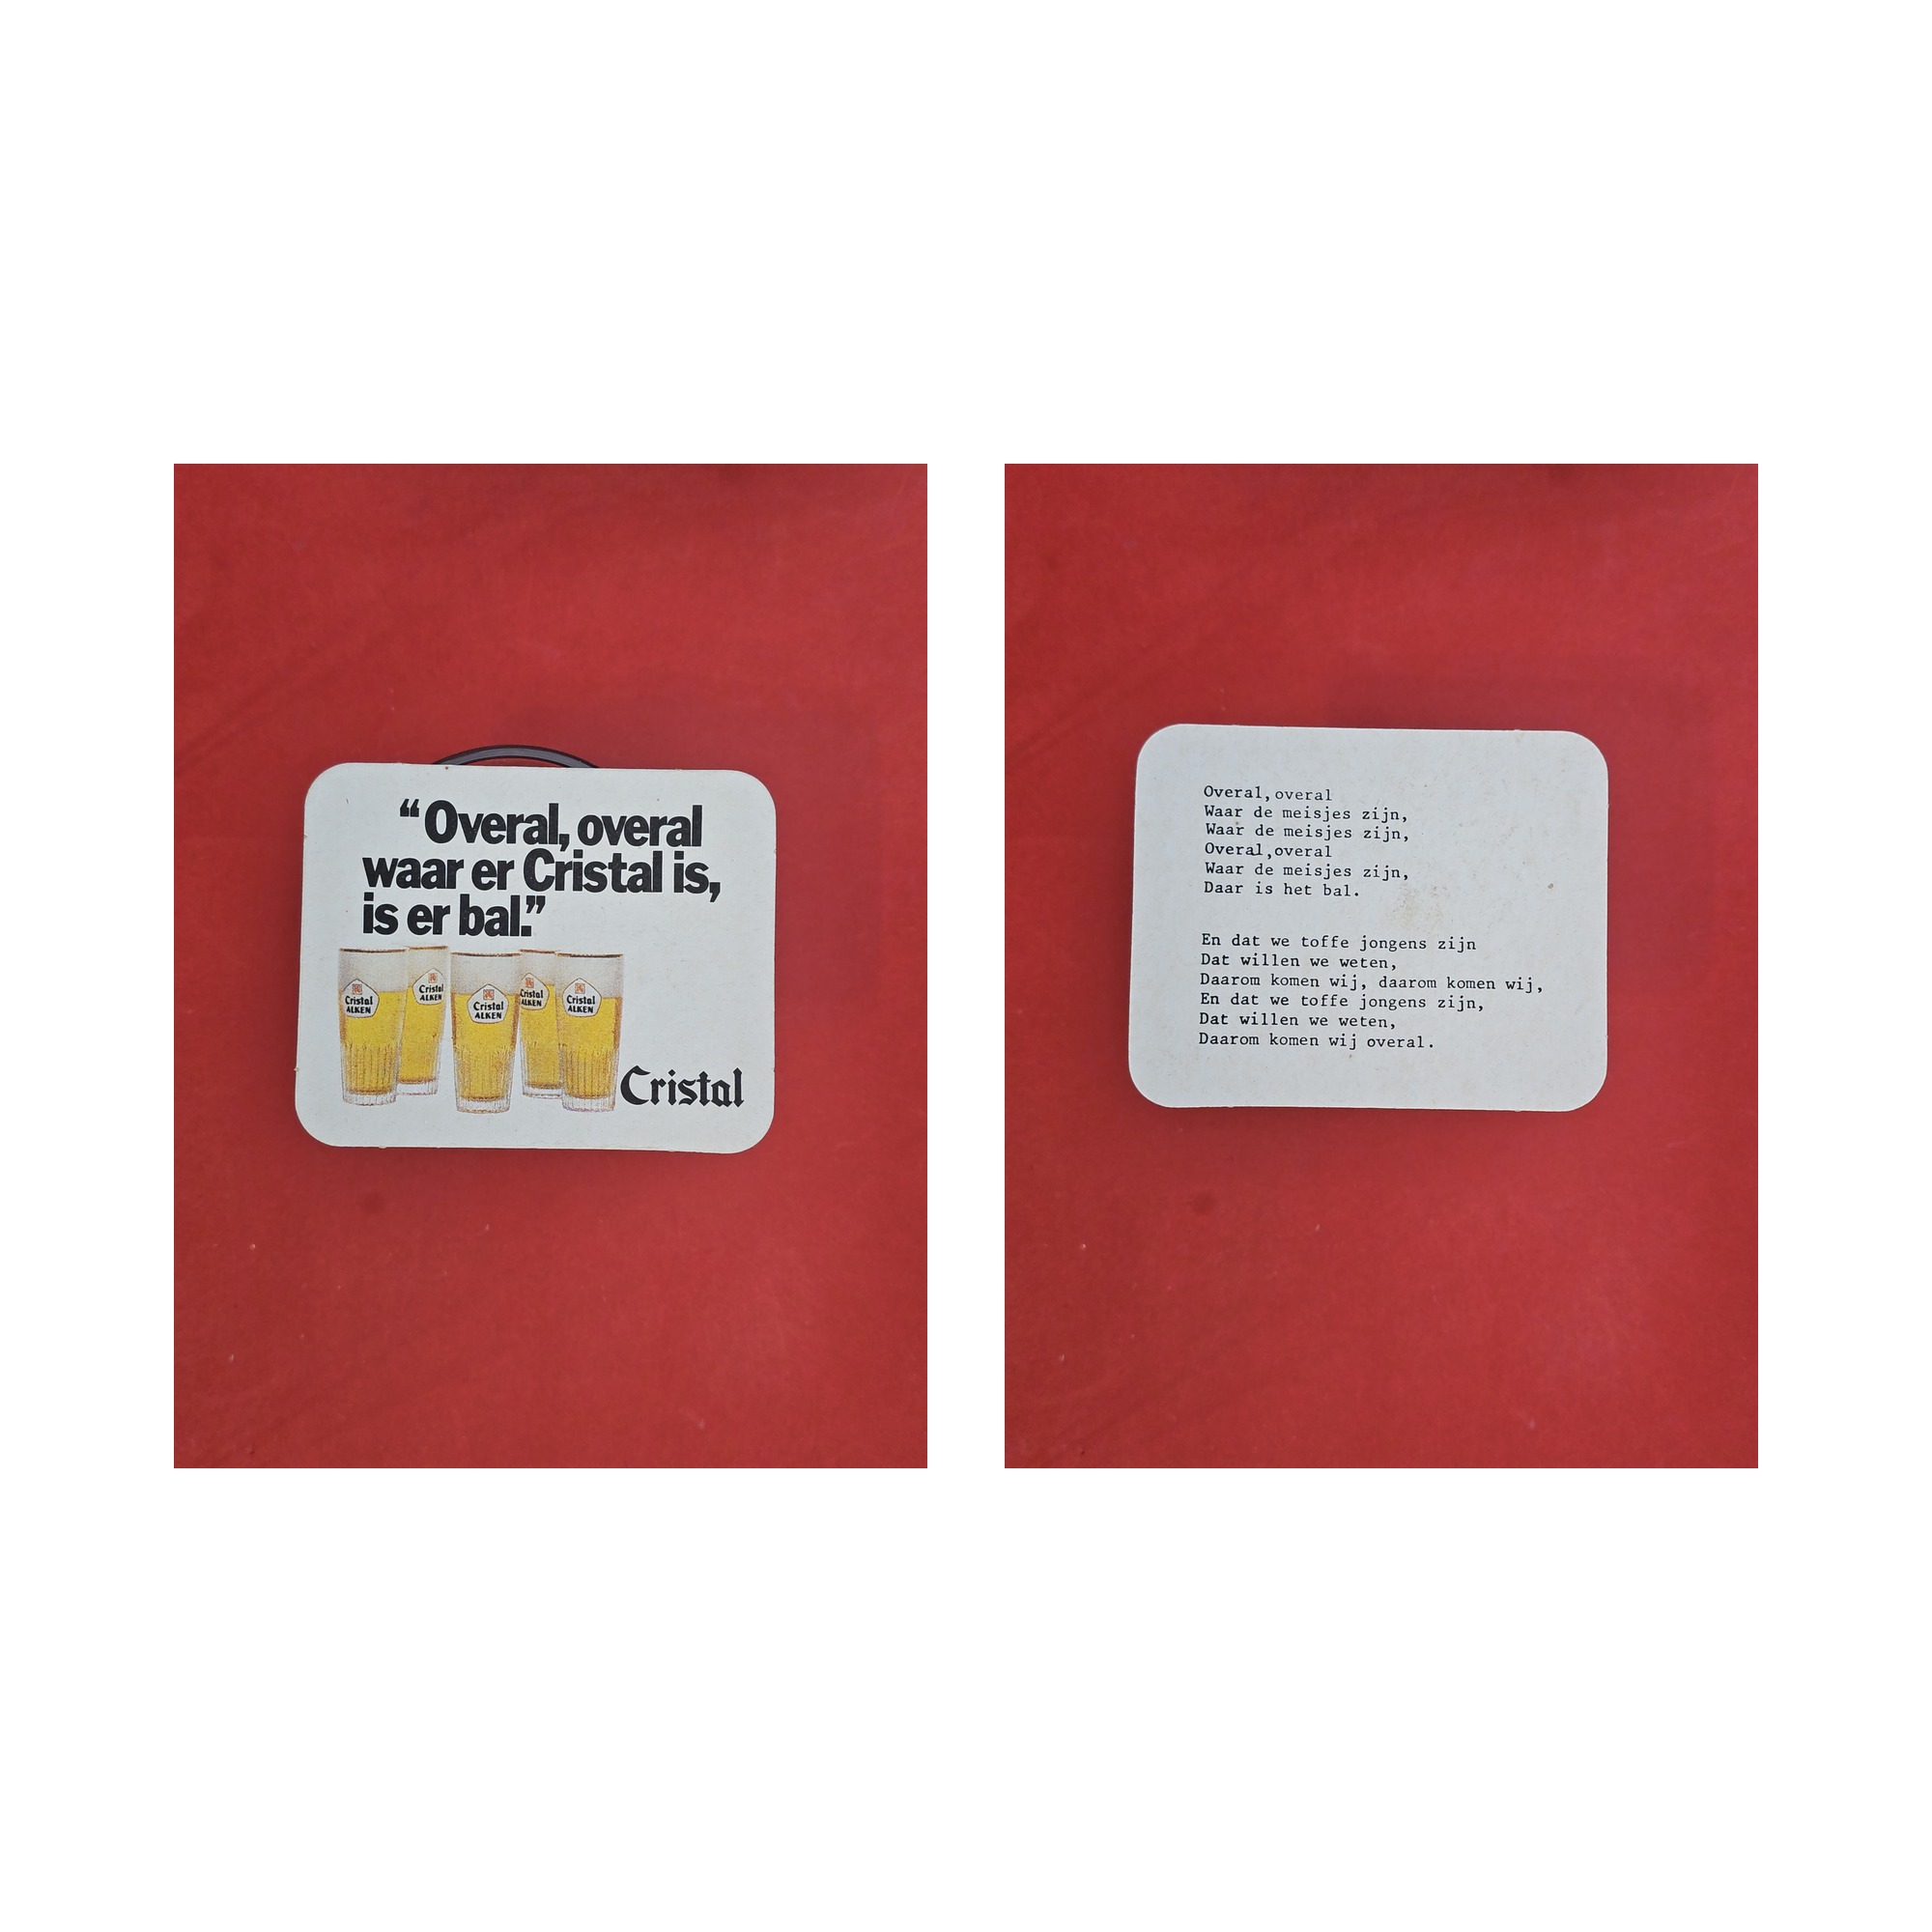 “Overal, overal
waar er Cristal is,
is er bal.”
Cristal
ALKEN
Cristal
ALKEN
Cristal
ALKEN
Cristal
ALKEN
Cristal
ALKEN
Cristal
Overal, overal
Waar de meisjes zijn,
Waar de meisjes zijn,
Overal, overal
Waar de meisjes zijn,
Daar is het bal.
En dat we toffe jongens zijn
Dat willen we weten,
Daarom komen wij, daarom komen wij,
En dat we toffe jongens zijn,
Dat willen we weten,
Daarom komen wij overal.